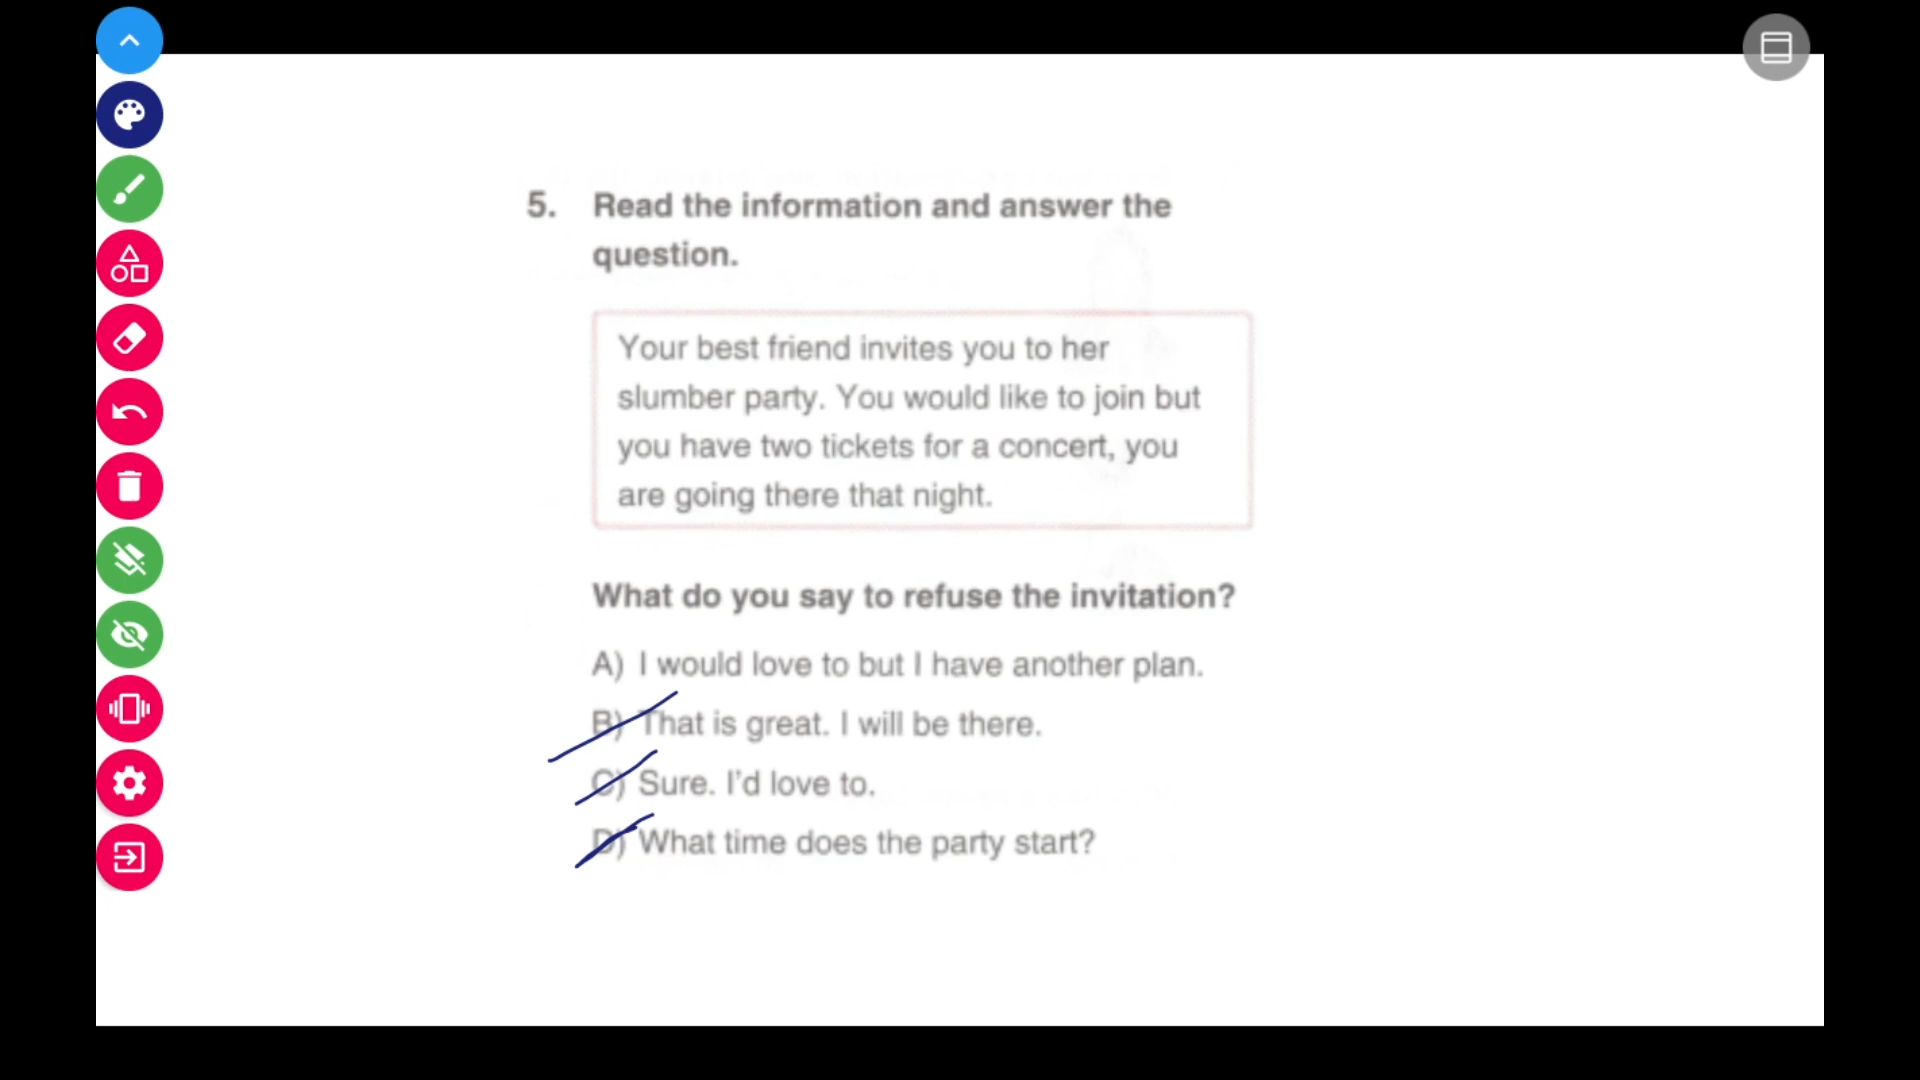 5. Read the information and answer the
question.
Your best friend invites you to her
slumber party. You would like to join but
you have two tickets for a concert, you
are going there that night.
What do you say to refuse the invitation?
A) I would love to but I have another plan.
B) That is great. I will be there.
C) Sure. I'd love to.
D) What time does the party start?